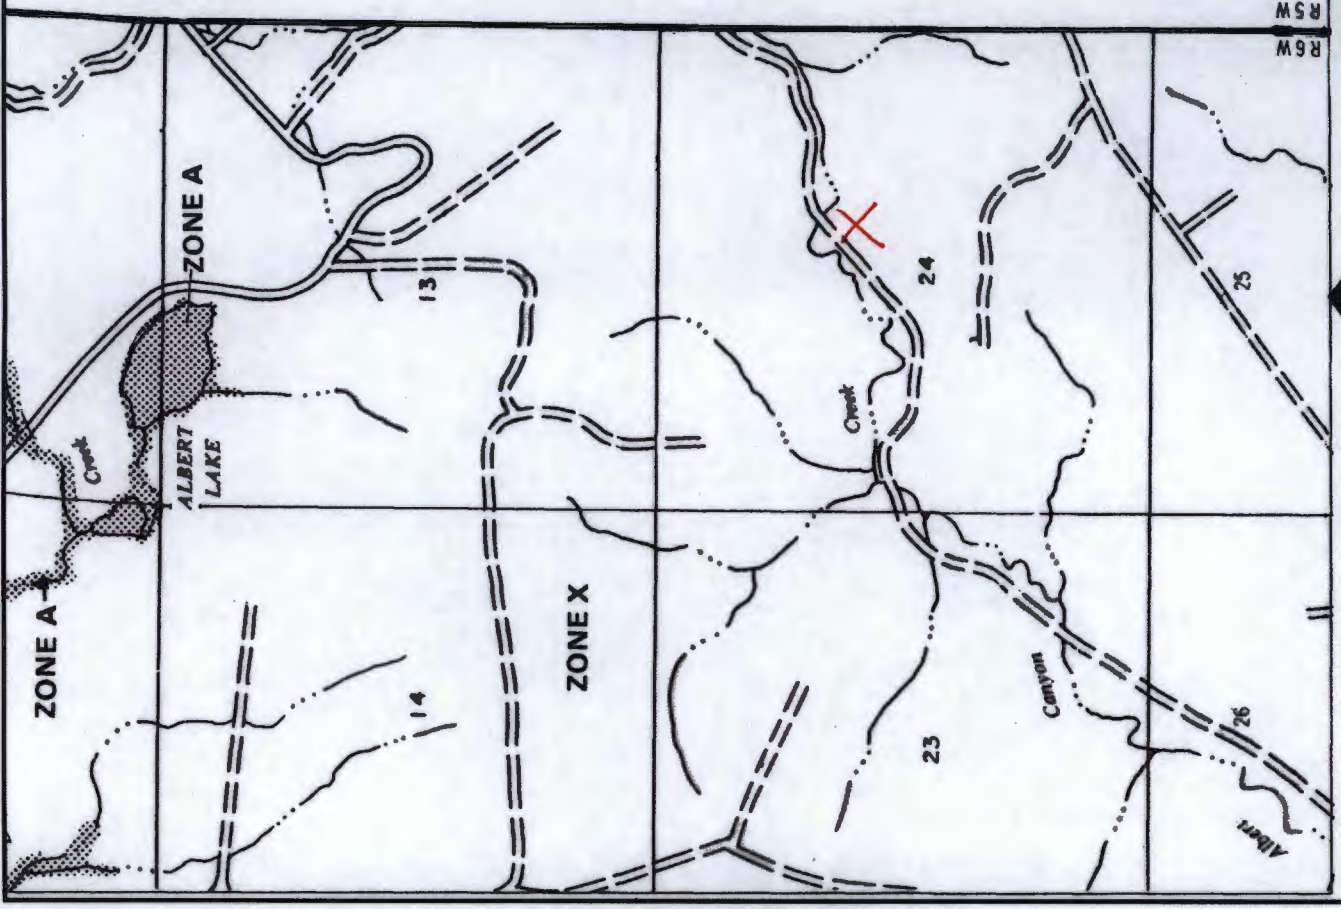 R5W
R6W
ZONE A
13
24
25
Creek
Creek
ALBERT
LAKE
ZONE A
ZONE X
14
23
Canyon
26
Albert